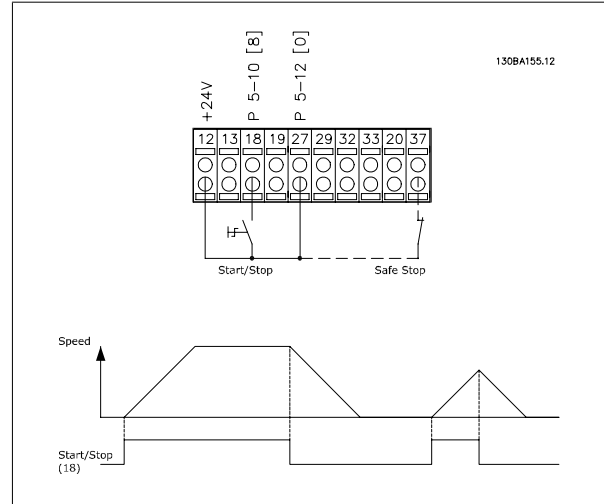 130BA155.12
+24V
P 5-10 [8]
P 5-12 [0]
12 13 18 19 27 29 32 33 20 37
Start/Stop
Safe Stop
Speed
Start/Stop
(18)